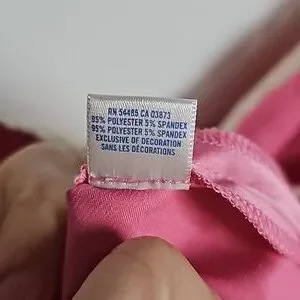 RN 54485 CA 03873
95% POLYESTER 5% SPANDEX
95% POLYESTER 5% SPANDEX
EXCLUSIVE OF DECORATION
SANS LES DÉCORATIONS